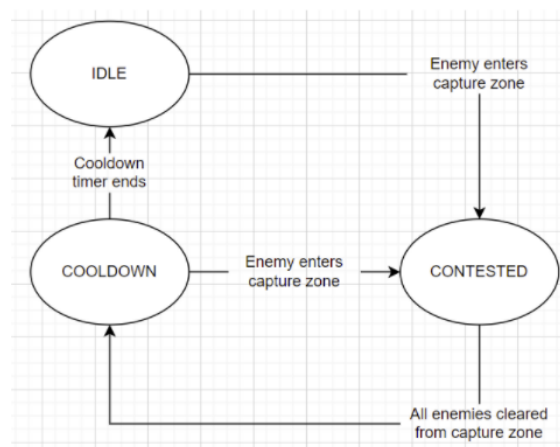 IDLE
Enemy enters
capture zone
Cooldown
timer ends
COOLDOWN
Enemy enters
capture zone
CONTESTED
All enemies cleared
from capture zone